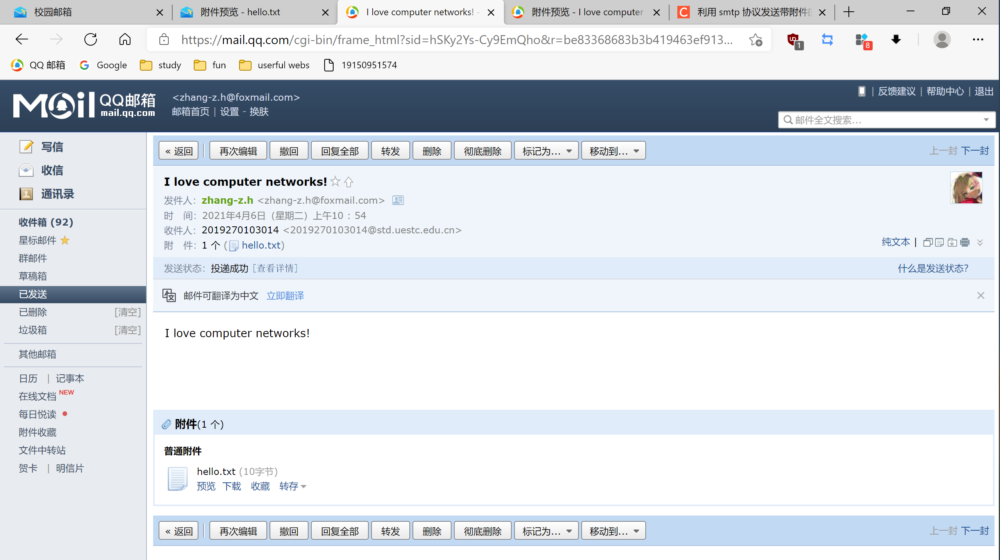 校园邮箱
附件预览 - hello.txt
I love computer networks! -
附件预览 - I love computer
利用 smtp 协议发送带附件的
https://mail.qq.com/cgi-bin/frame_html?sid=hSKy2Ys-Cy9EmQho&r=be83368683b3b419463ef913...
1
8
QQ 邮箱
Google
study
fun
userful webs
19150951574
Mail QQ邮箱
mail.qq.com
<zhang-z.h@foxmail.com>
邮箱首页 | 设置 - 换肤
| 反馈建议 | 帮助中心 | 退出
邮件全文搜索...
写信
收信
通讯录
收件箱 (92)
星标邮件
群邮件
草稿箱
已发送
已删除 [清空]
垃圾箱 [清空]
其他邮箱
日历 | 记事本
在线文档 NEW
每日悦读
附件收藏
文件中转站
贺卡 | 明信片
« 返回 再次编辑 撤回 回复全部 转发 删除 彻底删除 标记为... 移动到... 上一封 下一封
I love computer networks!
发件人：zhang-z.h <zhang-z.h@foxmail.com>
时 间：2021年4月6日（星期二）上午10：54
收件人：2019270103014 <2019270103014@std.uestc.edu.cn>
附 件：1 个 (hello.txt)
纯文本 |
发送状态：投递成功 [查看详情] 什么是发送状态？
邮件可翻译为中文 立即翻译
I love computer networks!
附件(1 个)
普通附件
hello.txt (10字节)
预览 下载 收藏 转存
« 返回 再次编辑 撤回 回复全部 转发 删除 彻底删除 标记为... 移动到... 上一封 下一封